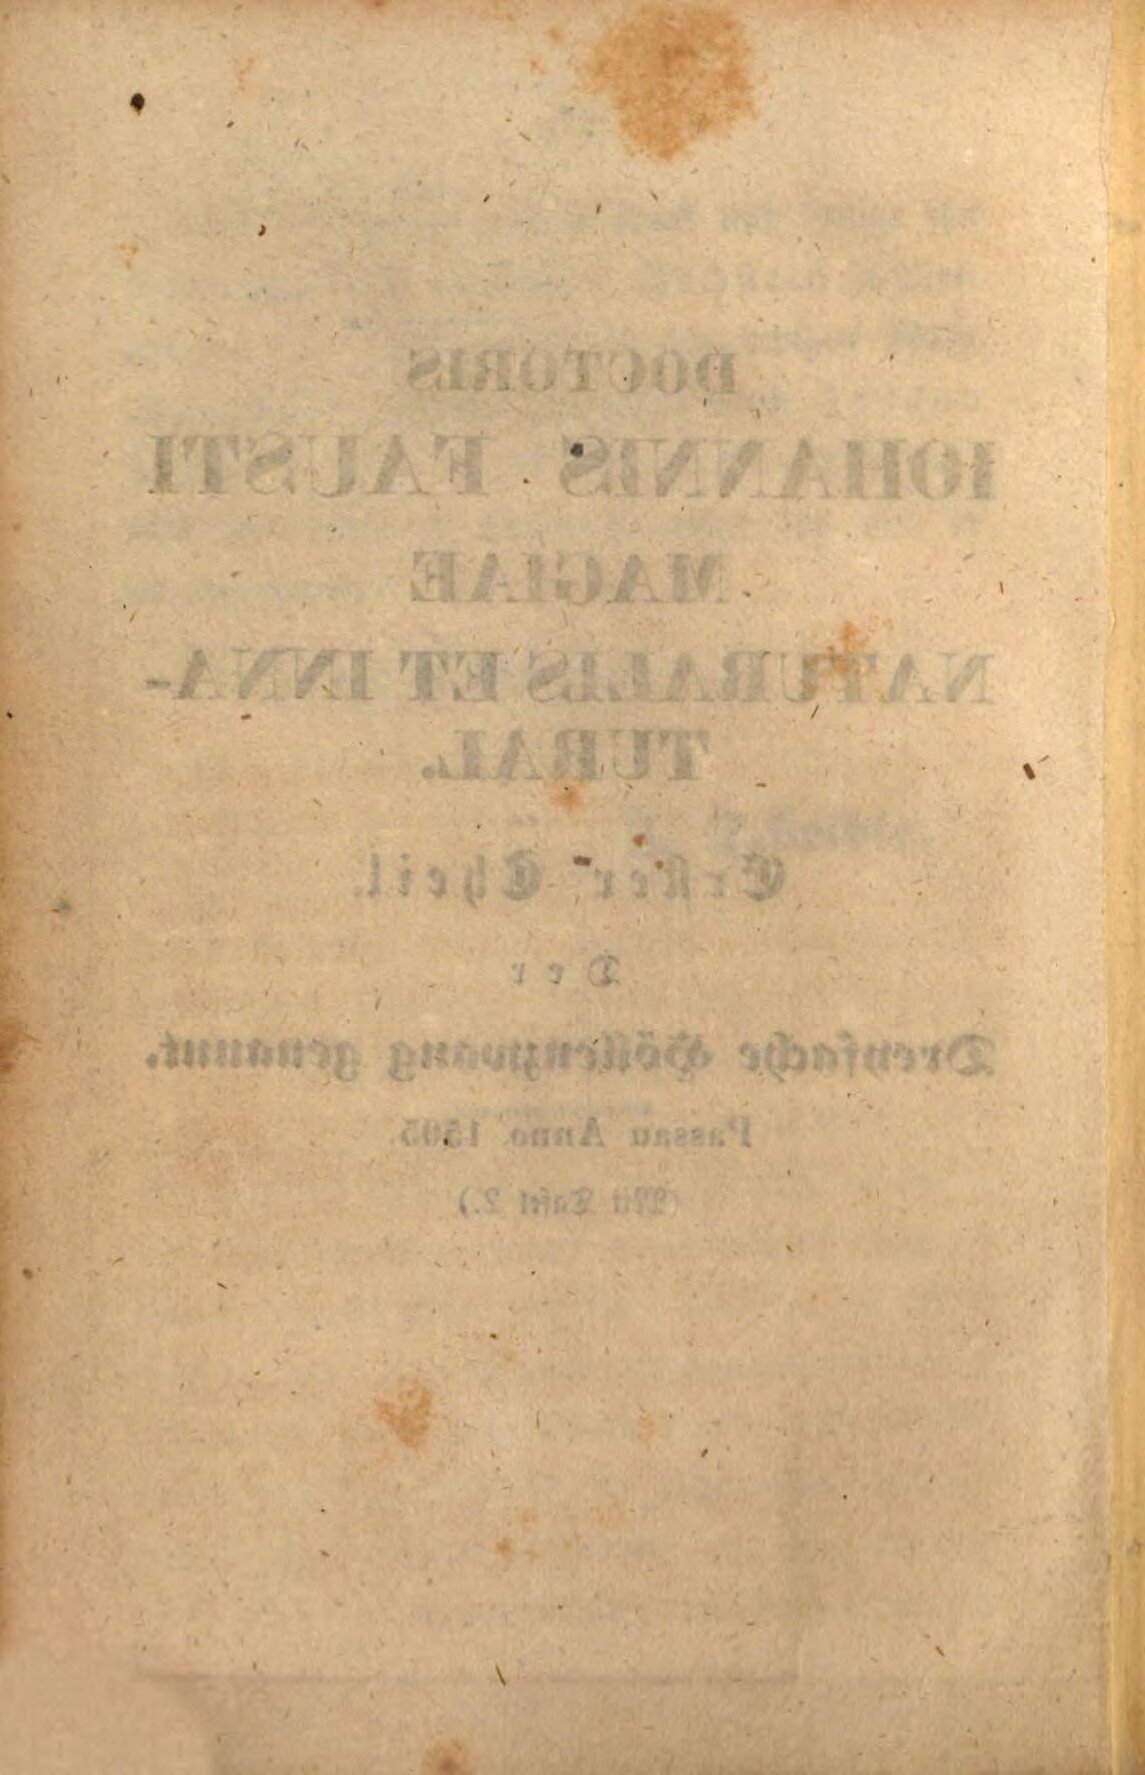 DOCTORIS
IOHANNIS FAUSTI
MAGIAE
NATURALIS ET INNA-
TURAL.
Erster Theil.
Der
Dreyfache Höllenzwang genannt.
Passau Anno 1505.
(Mit Tafel 2.)